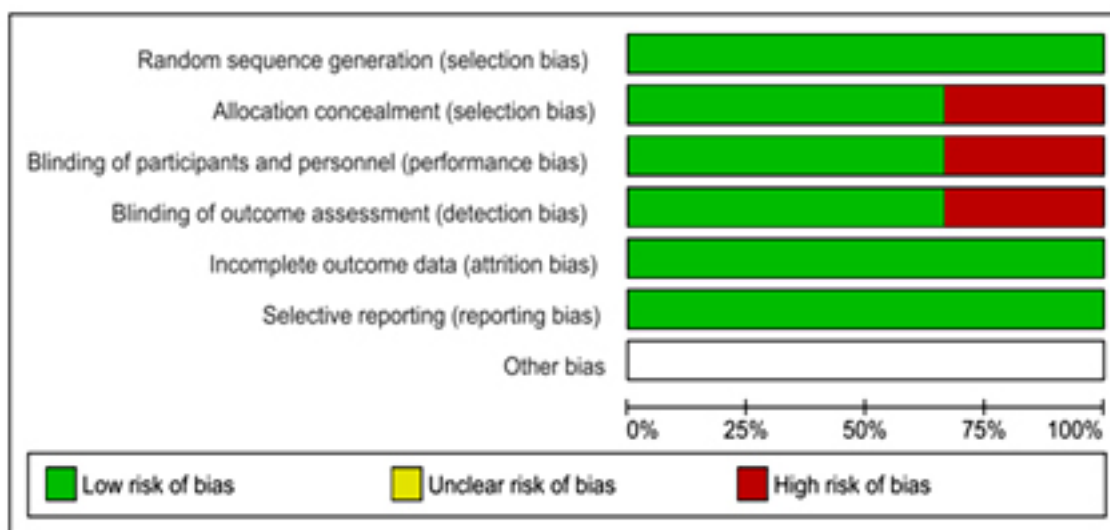 Random sequence generation (selection bias)
Allocation concealment (selection bias)
Blinding of participants and personnel (performance bias)
Blinding of outcome assessment (detection bias)
Incomplete outcome data (attrition bias)
Selective reporting (reporting bias)
Other bias
0% 25% 50% 75% 100%
Low risk of bias Unclear risk of bias High risk of bias